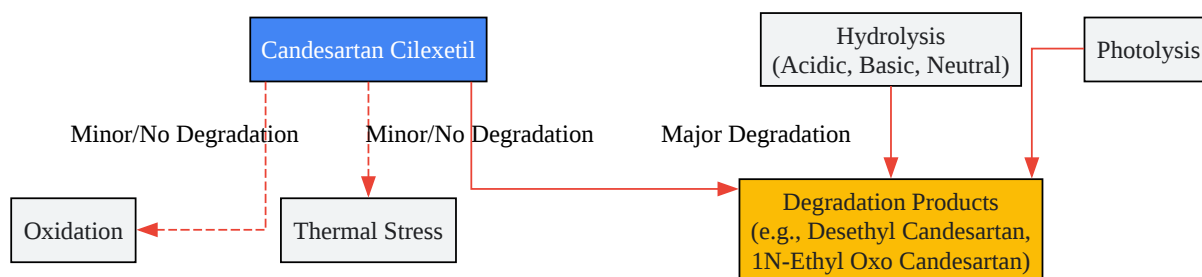 Candesartan Cilexetil
Hydrolysis
(Acidic, Basic, Neutral)
Photolysis
Minor/No Degradation
Minor/No Degradation
Major Degradation
Oxidation
Thermal Stress
Degradation Products
(e.g., Desethyl Candesartan,
1N-Ethyl Oxo Candesartan)